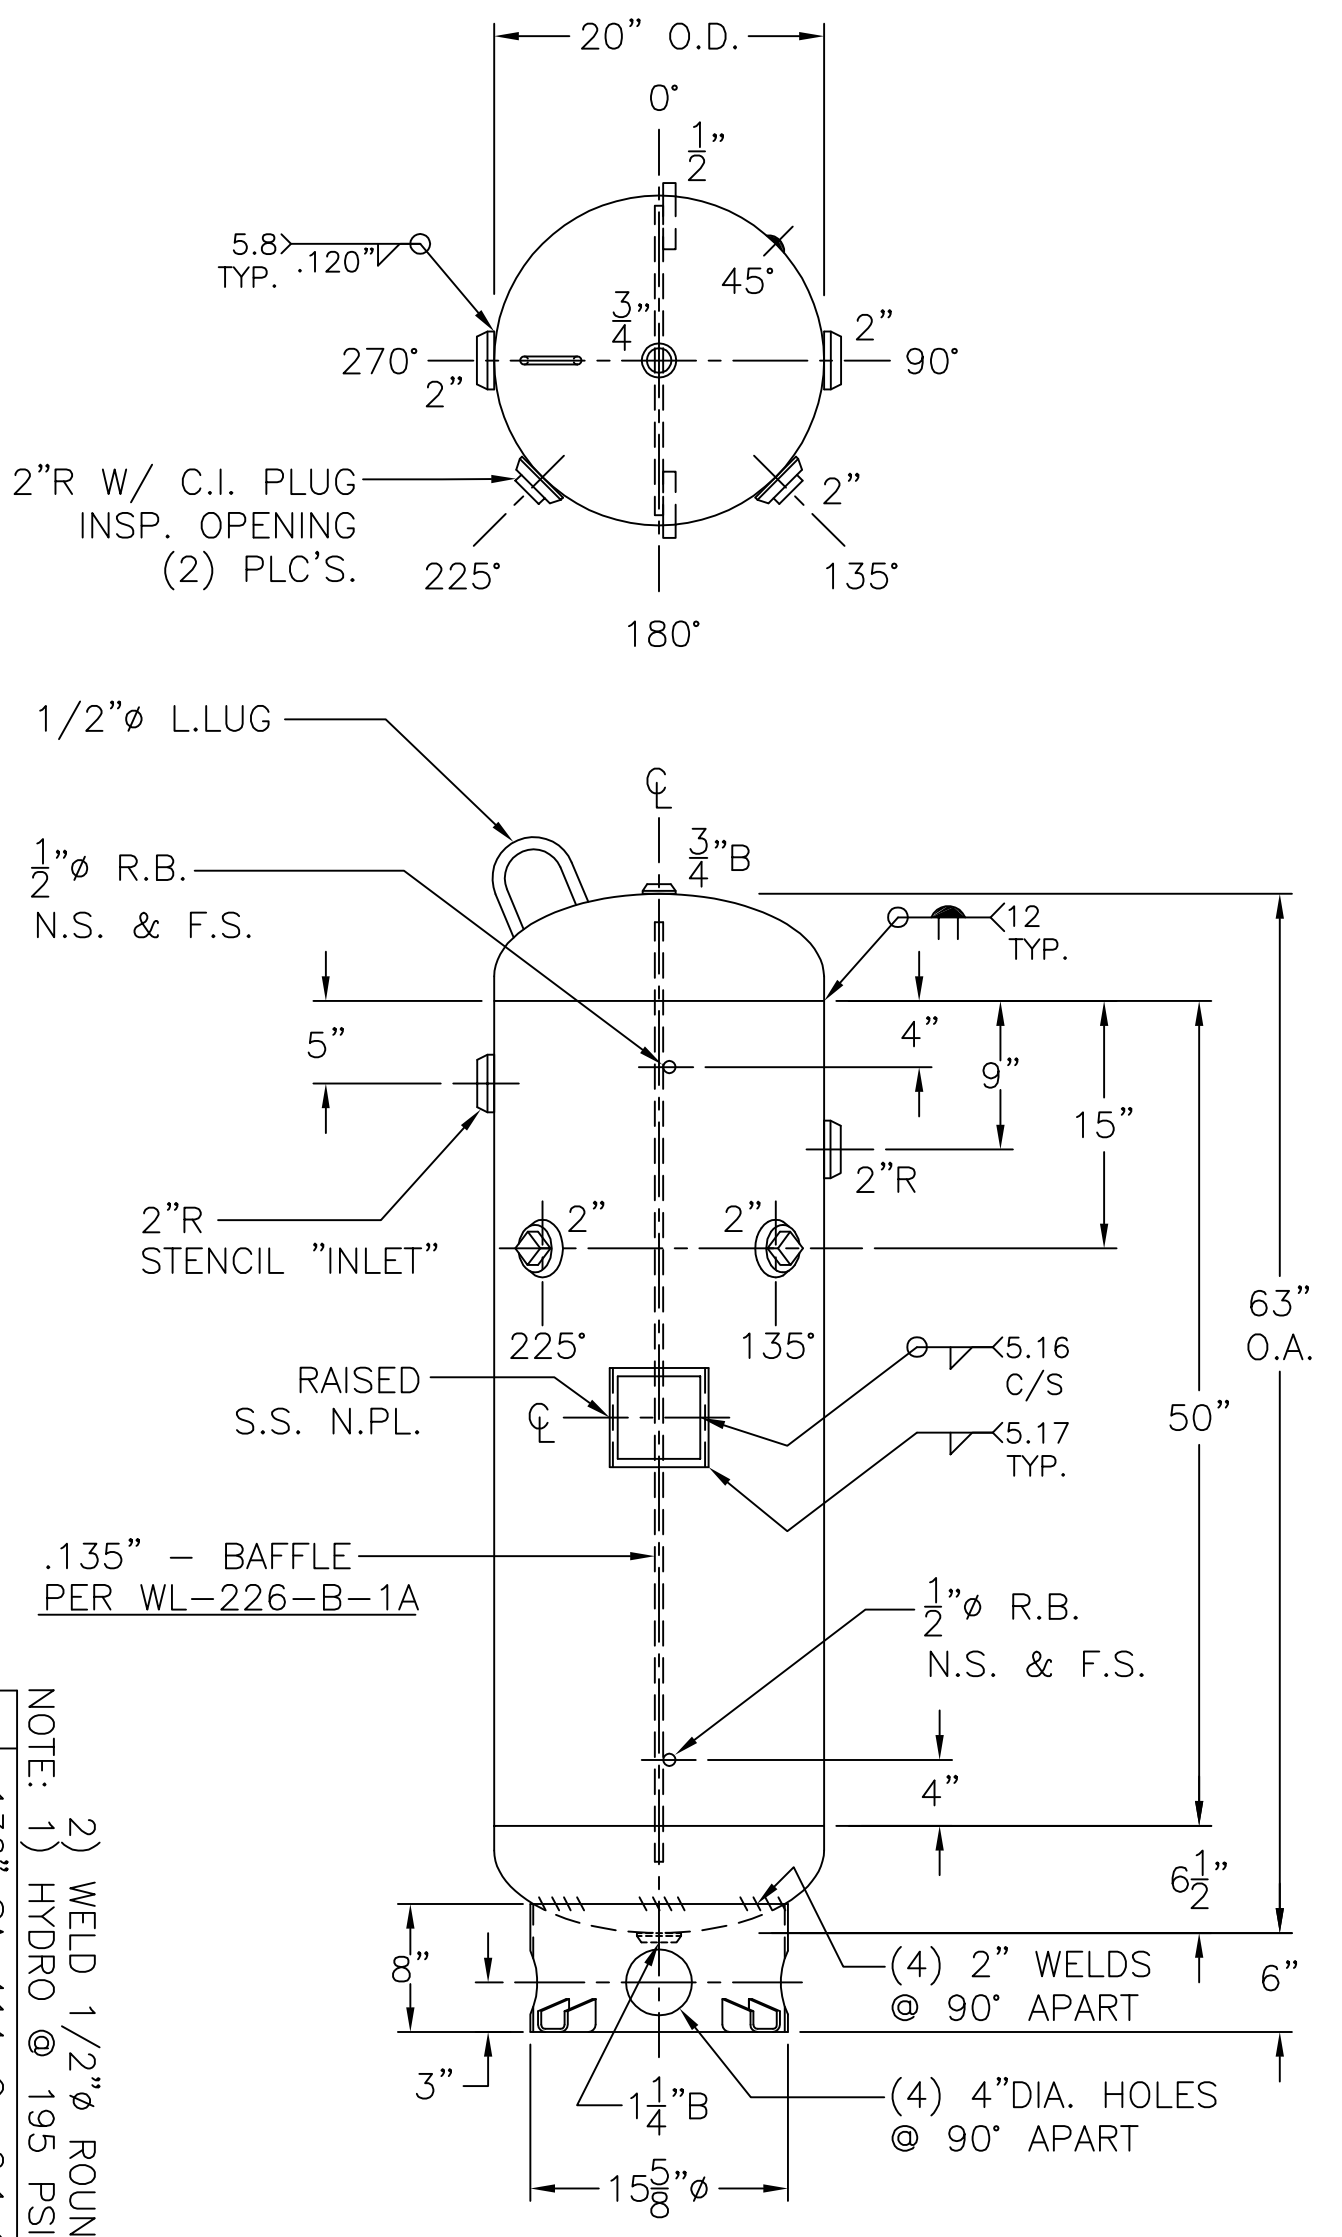 20" O.D.
0°
1/2"
5.8
TYP.
.120"
45°
3/4"
2"
270°
90°
2"
2"R W/ C.I. PLUG
INSP. OPENING
(2) PLC'S.
2"
225°
135°
180°
1/2"ø L.LUG
℄
3/4"B
1/2"ø R.B.
N.S. & F.S.
12
TYP.
5"
4"
9"
15"
2"R
2"R
STENCIL "INLET"
2"
2"
225°
135°
63"
O.A.
RAISED
S.S. N.PL.
℄
5.16
C/S
5.17
TYP.
50"
.135" - BAFFLE
PER WL-226-B-1A
1/2"ø R.B.
N.S. & F.S.
4"
6 1/2"
8"
(4) 2" WELDS
@ 90° APART
6"
3"
1 1/4"B
(4) 4"DIA. HOLES
@ 90° APART
15 5/8"ø
NOTE: 1) HYDRO @ 195 PSI
2) WELD 1/2"ø ROUN